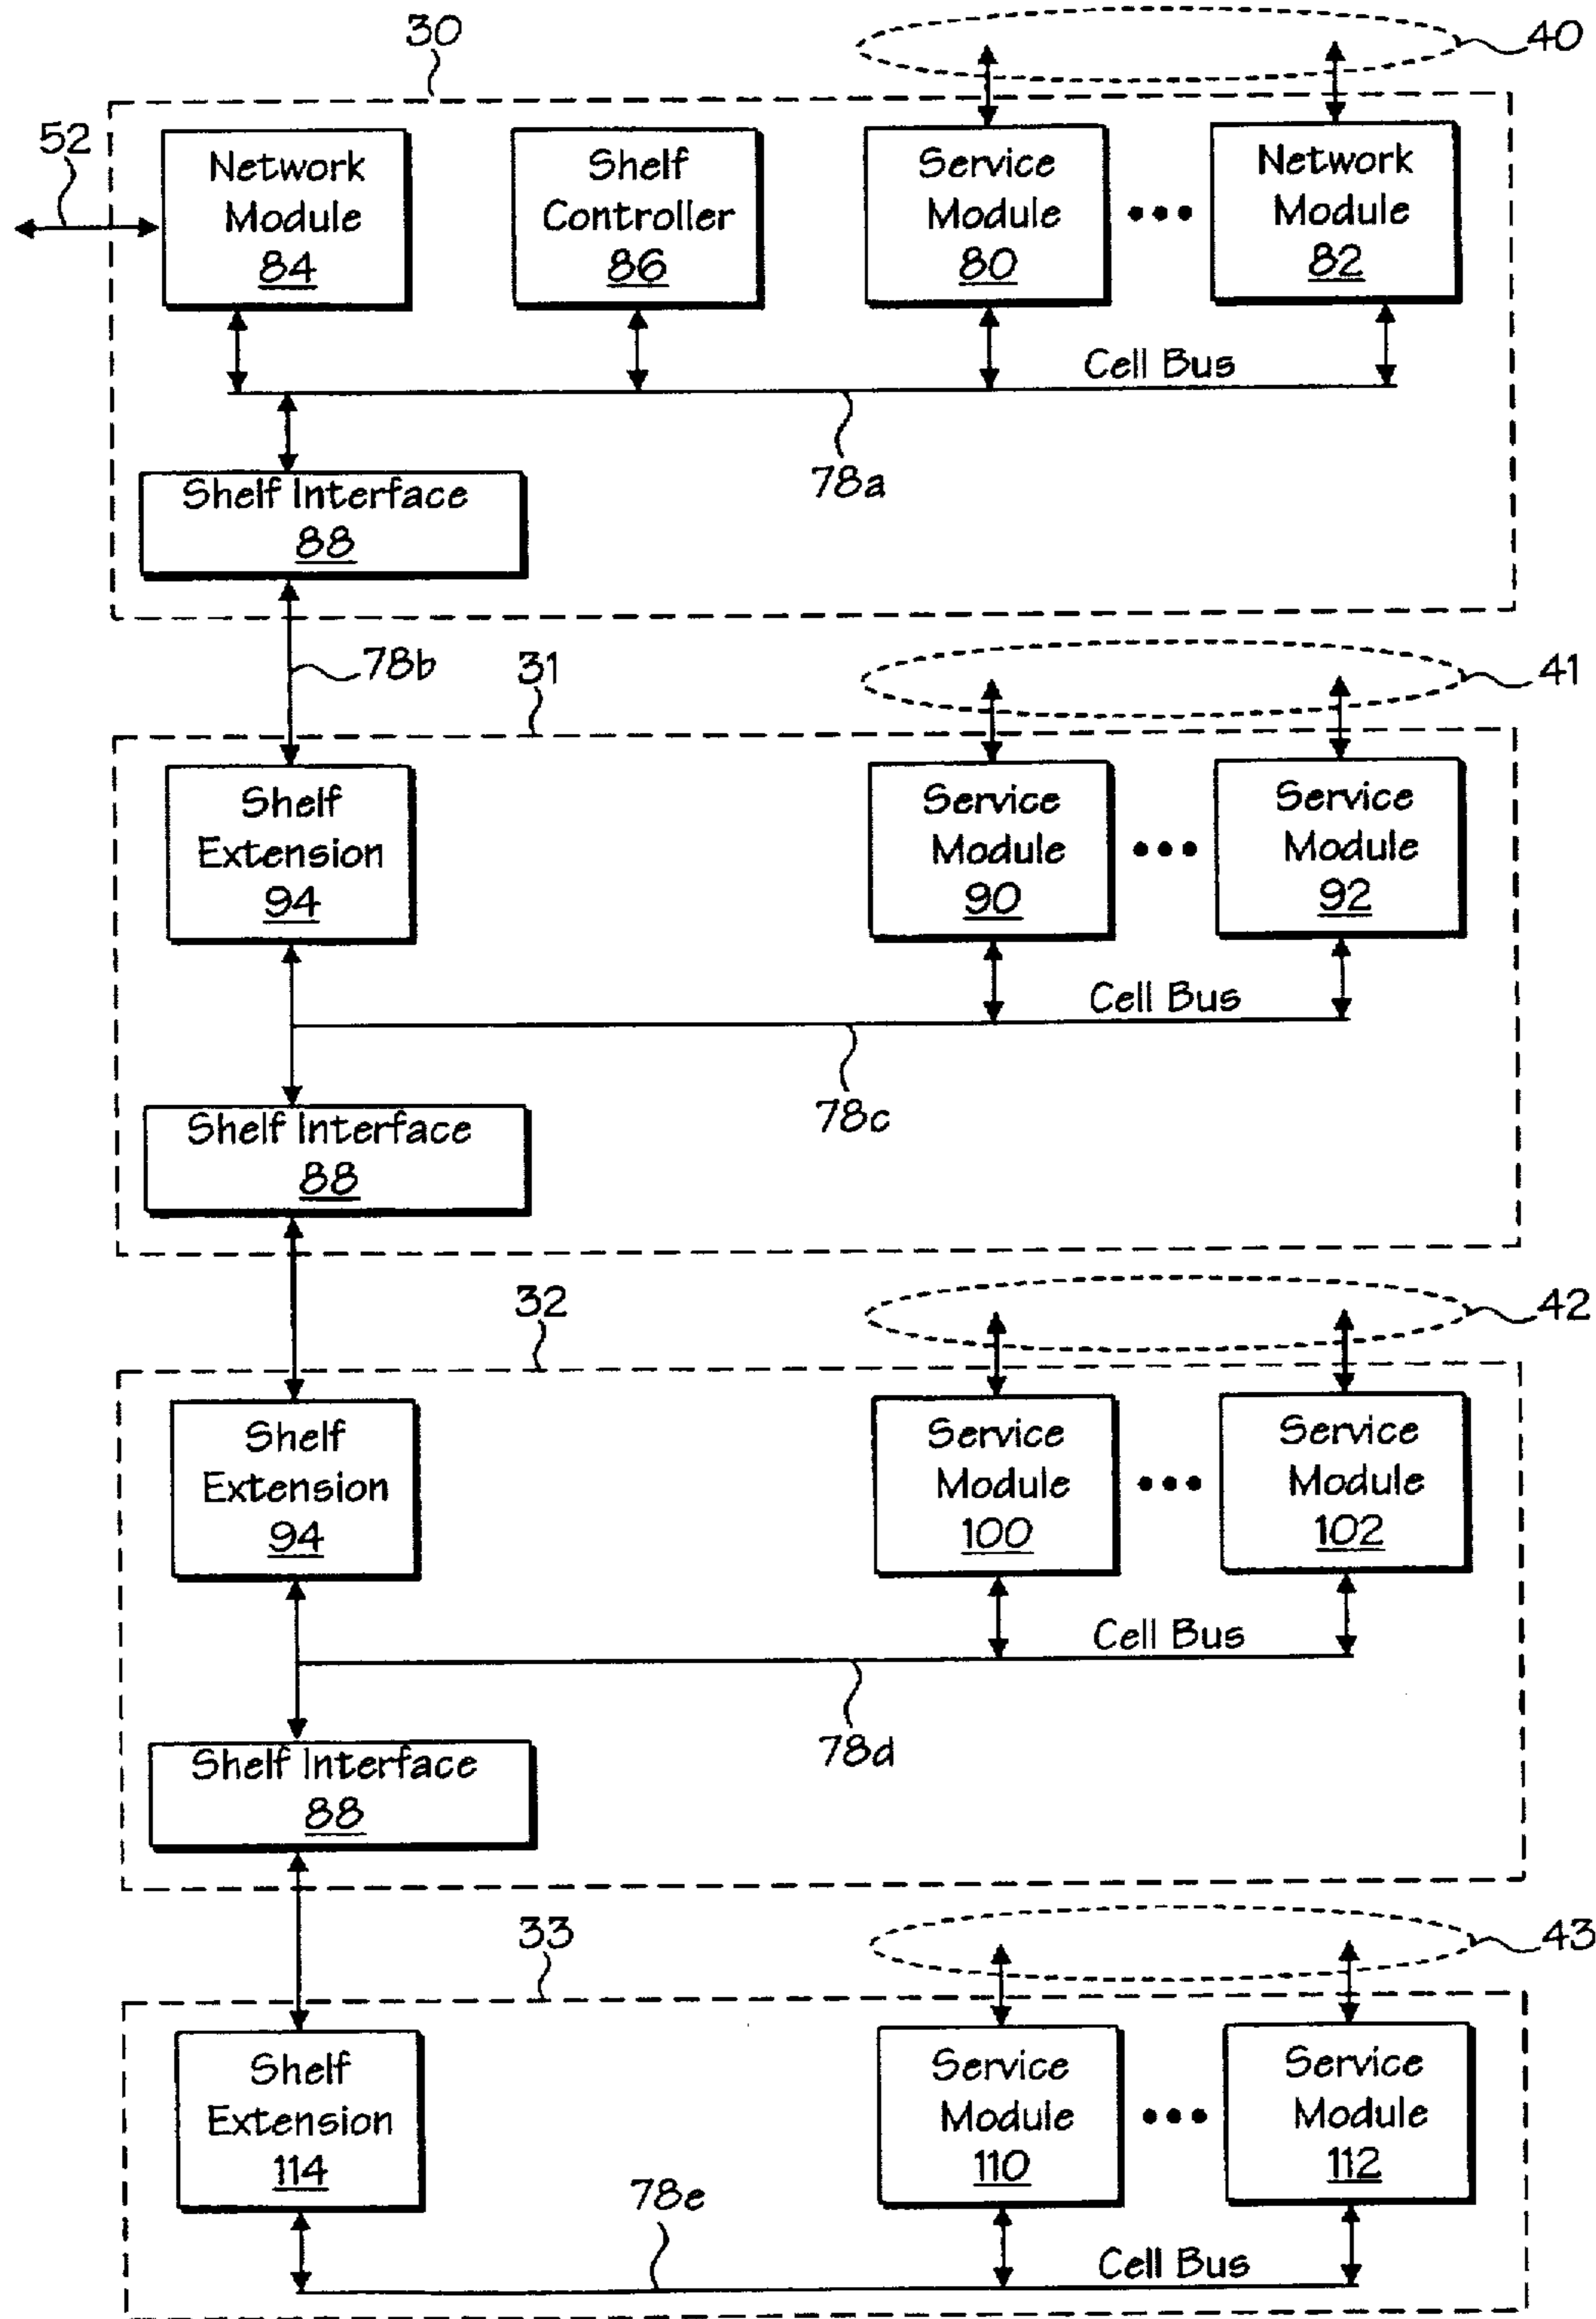 30
40
52
Network
Module
84
Shelf
Controller
86
Service
Module
80
Network
Module
82
Cell Bus
78a
Shelf Interface
88
78b
31
41
Shelf
Extension
94
Service
Module
90
Service
Module
92
Cell Bus
78c
Shelf Interface
88
32
42
Shelf
Extension
94
Service
Module
100
Service
Module
102
Cell Bus
78d
Shelf Interface
88
33
43
Shelf
Extension
114
Service
Module
110
Service
Module
112
78e
Cell Bus